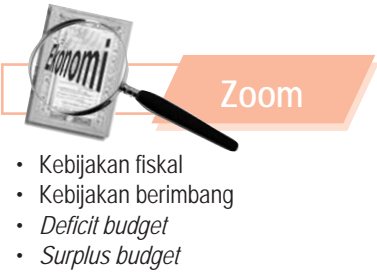 Ekonomi
Zoom
• Kebijakan fiskal
• Kebijakan berimbang
• Deficit budget
• Surplus budget